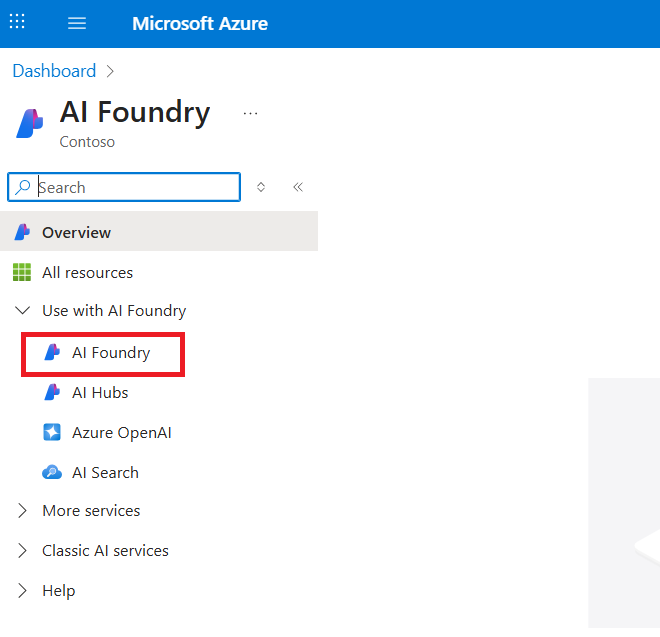 Microsoft Azure
Dashboard
AI Foundry
...
Contoso
Search
Overview
All resources
Use with AI Foundry
AI Foundry
AI Hubs
Azure OpenAI
AI Search
More services
Classic AI services
Help